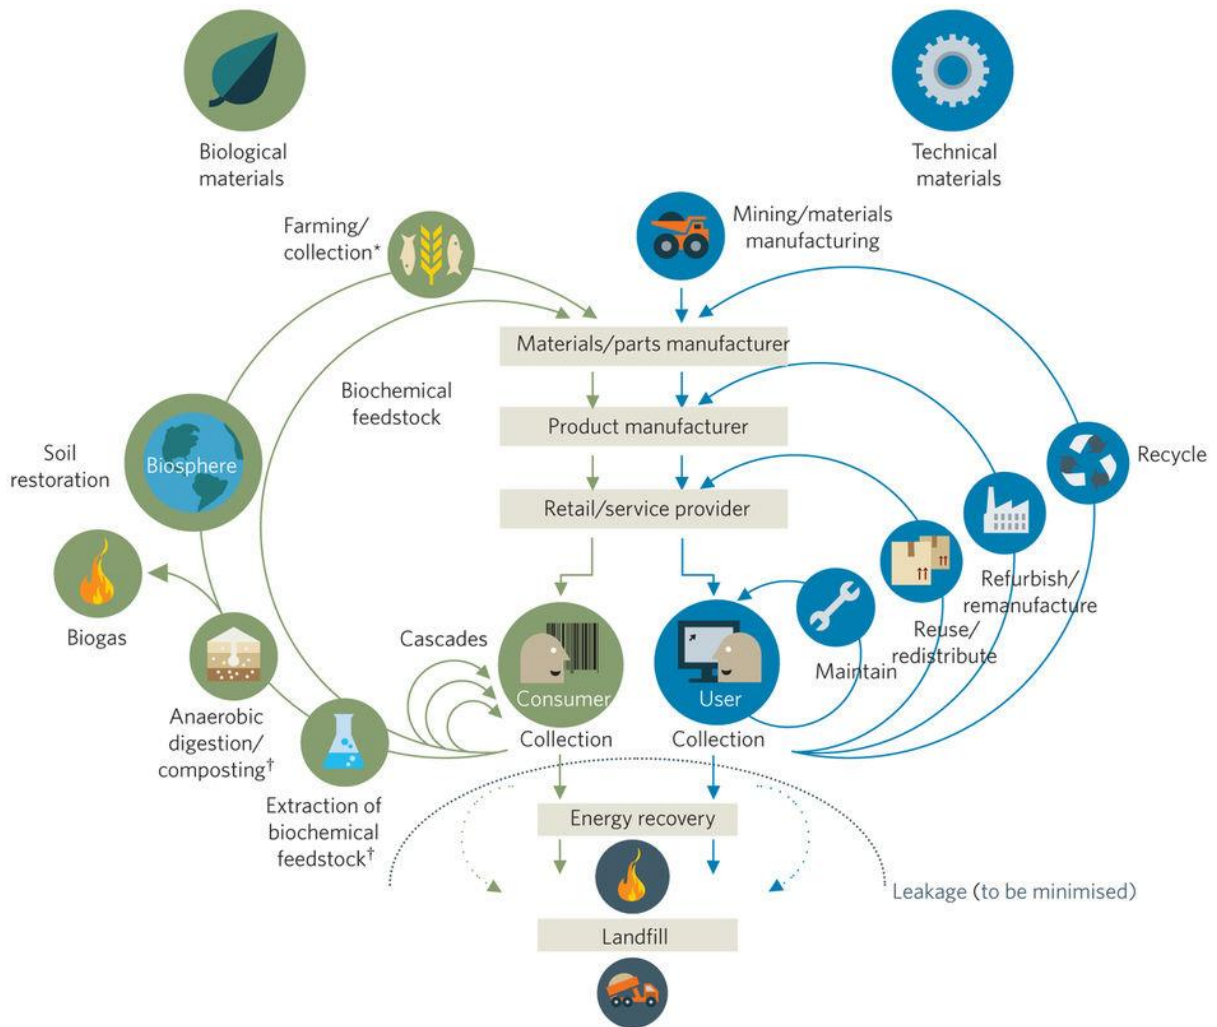 Biological
materials
Technical
materials
Farming/
collection*
Mining/materials
manufacturing
Materials/parts manufacturer
Biochemical
feedstock
Product manufacturer
Soil
restoration
Biosphere
Recycle
Retail/service provider
Biogas
Refurbish/
remanufacture
Cascades
Reuse/
redistribute
Maintain
Consumer
User
Anaerobic
digestion/
composting†
Collection
Collection
Extraction of
biochemical
feedstock†
Energy recovery
Leakage (to be minimised)
Landfill